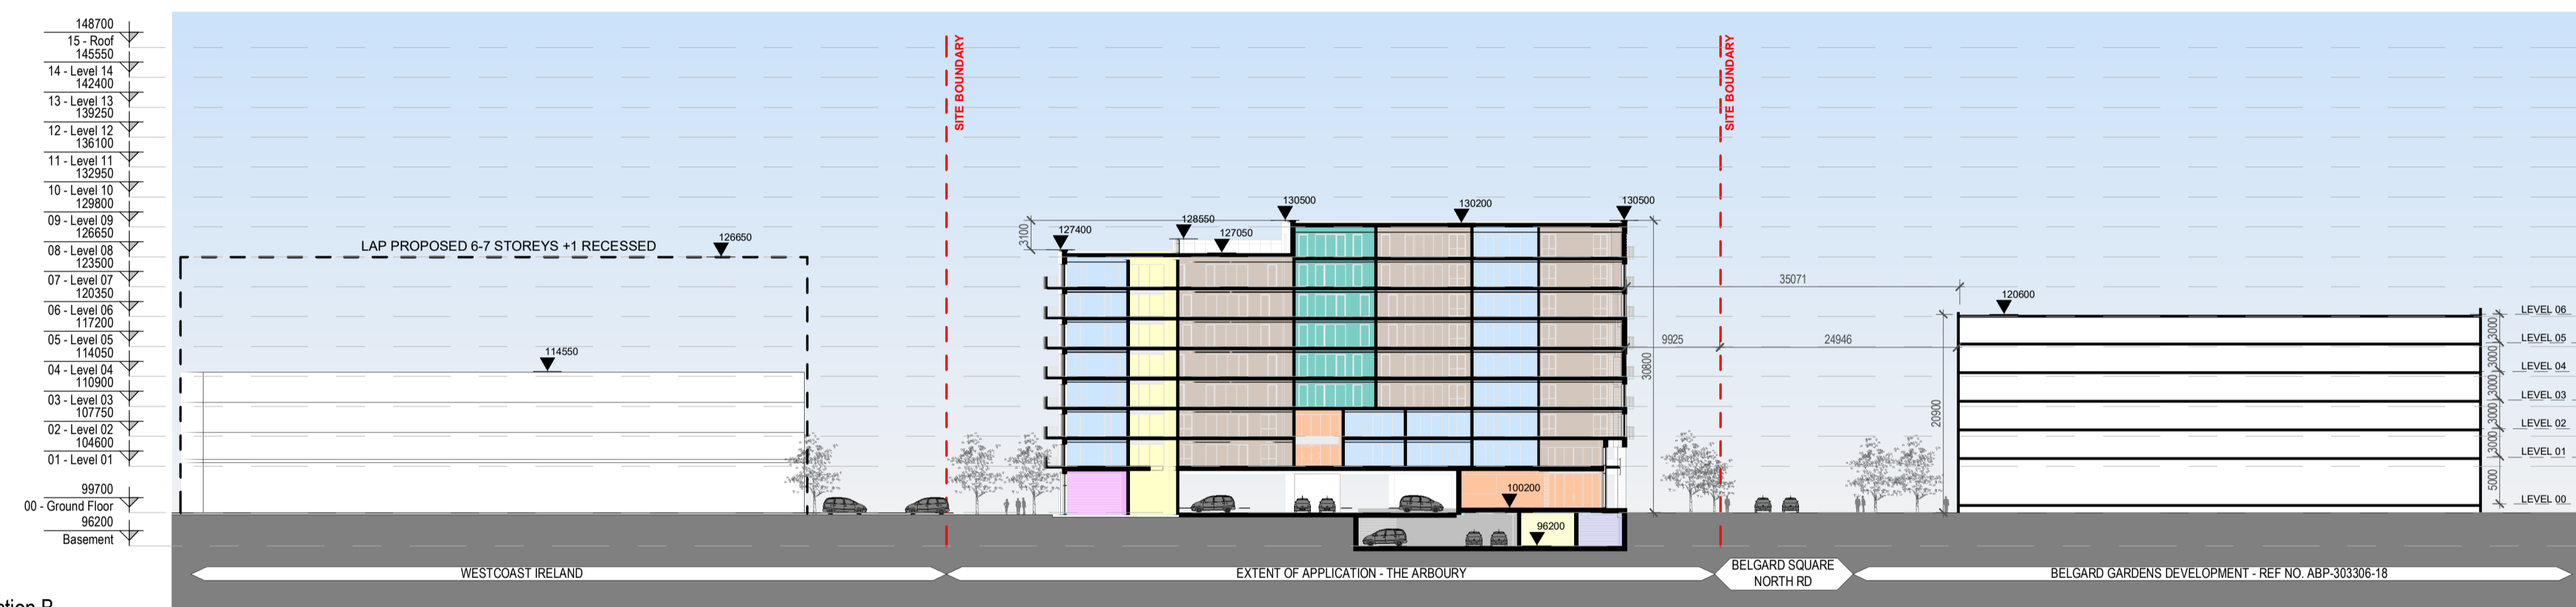 148700
15 - Roof
145550
14 - Level 14
142400
13 - Level 13
139250
12 - Level 12
136100
11 - Level 11
132950
10 - Level 10
129800
09 - Level 09
126650
08 - Level 08
123500
07 - Level 07
120350
06 - Level 06
117200
05 - Level 05
114050
04 - Level 04
110900
03 - Level 03
107750
02 - Level 02
104600
01 - Level 01
99700
00 - Ground Floor
96200
Basement
LAP PROPOSED 6-7 STOREYS +1 RECESSED
126650
114550
SITE BOUNDARY
3100
127400
128550
127050
130500
130200
130500
100200
96200
30800
SITE BOUNDARY
35071
9925
24946
120600
20900
3000
3000
3000
3000
3000
5000
LEVEL 06
LEVEL 05
LEVEL 04
LEVEL 03
LEVEL 02
LEVEL 01
LEVEL 00
WESTCOAST IRELAND
EXTENT OF APPLICATION - THE ARBOURY
BELGARD SQUARE
NORTH RD
BELGARD GARDENS DEVELOPMENT - REF NO. ABP-303306-18